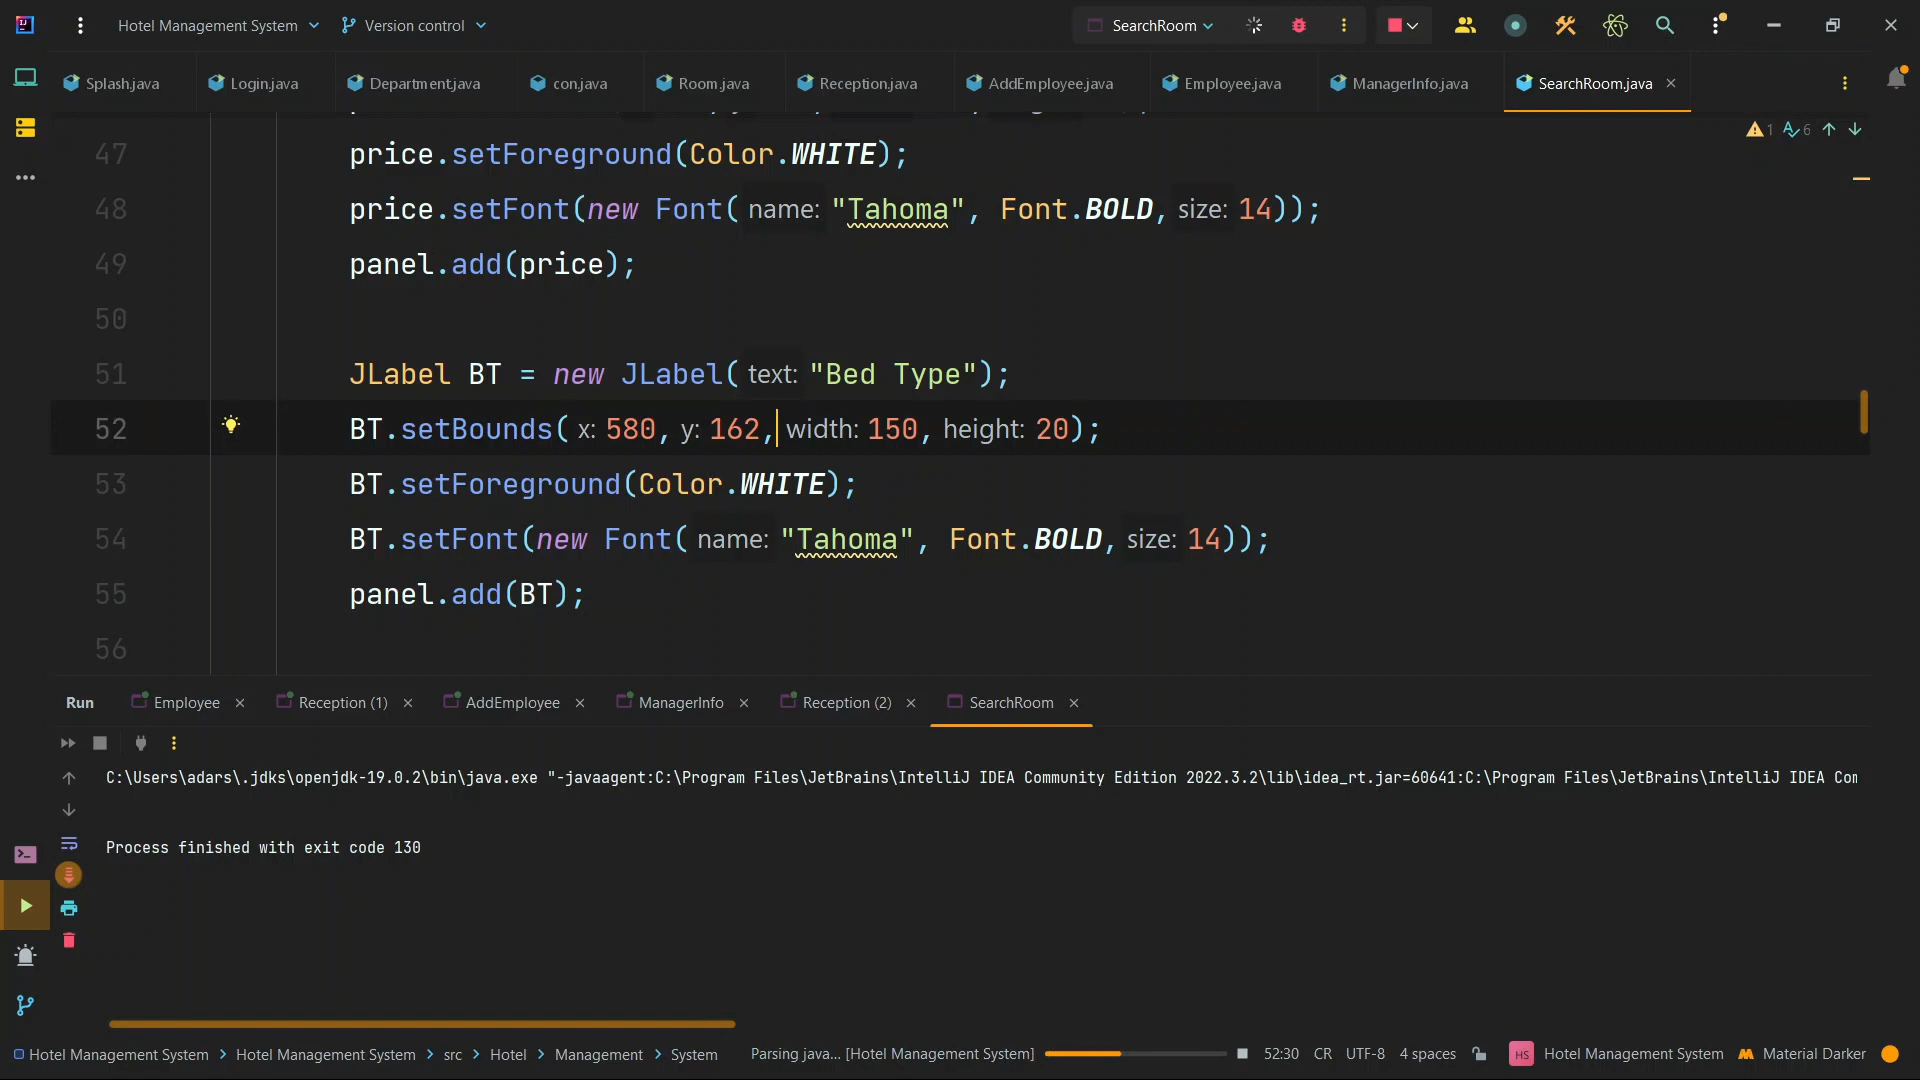 Hotel Management System Version control SearchRoom
Splash.java Login.java Department.java con.java Room.java Reception.java AddEmployee.java Employee.java ManagerInfo.java SearchRoom.java
1 6
47 price.setForeground(Color.WHITE);
48 price.setFont(new Font( name: "Tahoma", Font.BOLD, size: 14));
49 panel.add(price);
50
51 JLabel BT = new JLabel( text: "Bed Type");
52 BT.setBounds( x: 580, y: 162, width: 150, height: 20);
53 BT.setForeground(Color.WHITE);
54 BT.setFont(new Font( name: "Tahoma", Font.BOLD, size: 14));
55 panel.add(BT);
56
Run Employee Reception (1) AddEmployee ManagerInfo Reception (2) SearchRoom
C:\Users\adars\.jdks\openjdk-19.0.2\bin\java.exe "-javaagent:C:\Program Files\JetBrains\IntelliJ IDEA Community Edition 2022.3.2\lib\idea_rt.jar=60641:C:\Program Files\JetBrains\IntelliJ IDEA Com
Process finished with exit code 130
Hotel Management System Hotel Management System src Hotel Management System Parsing java... [Hotel Management System] 52:30 CR UTF-8 4 spaces HS Hotel Management System Material Darker